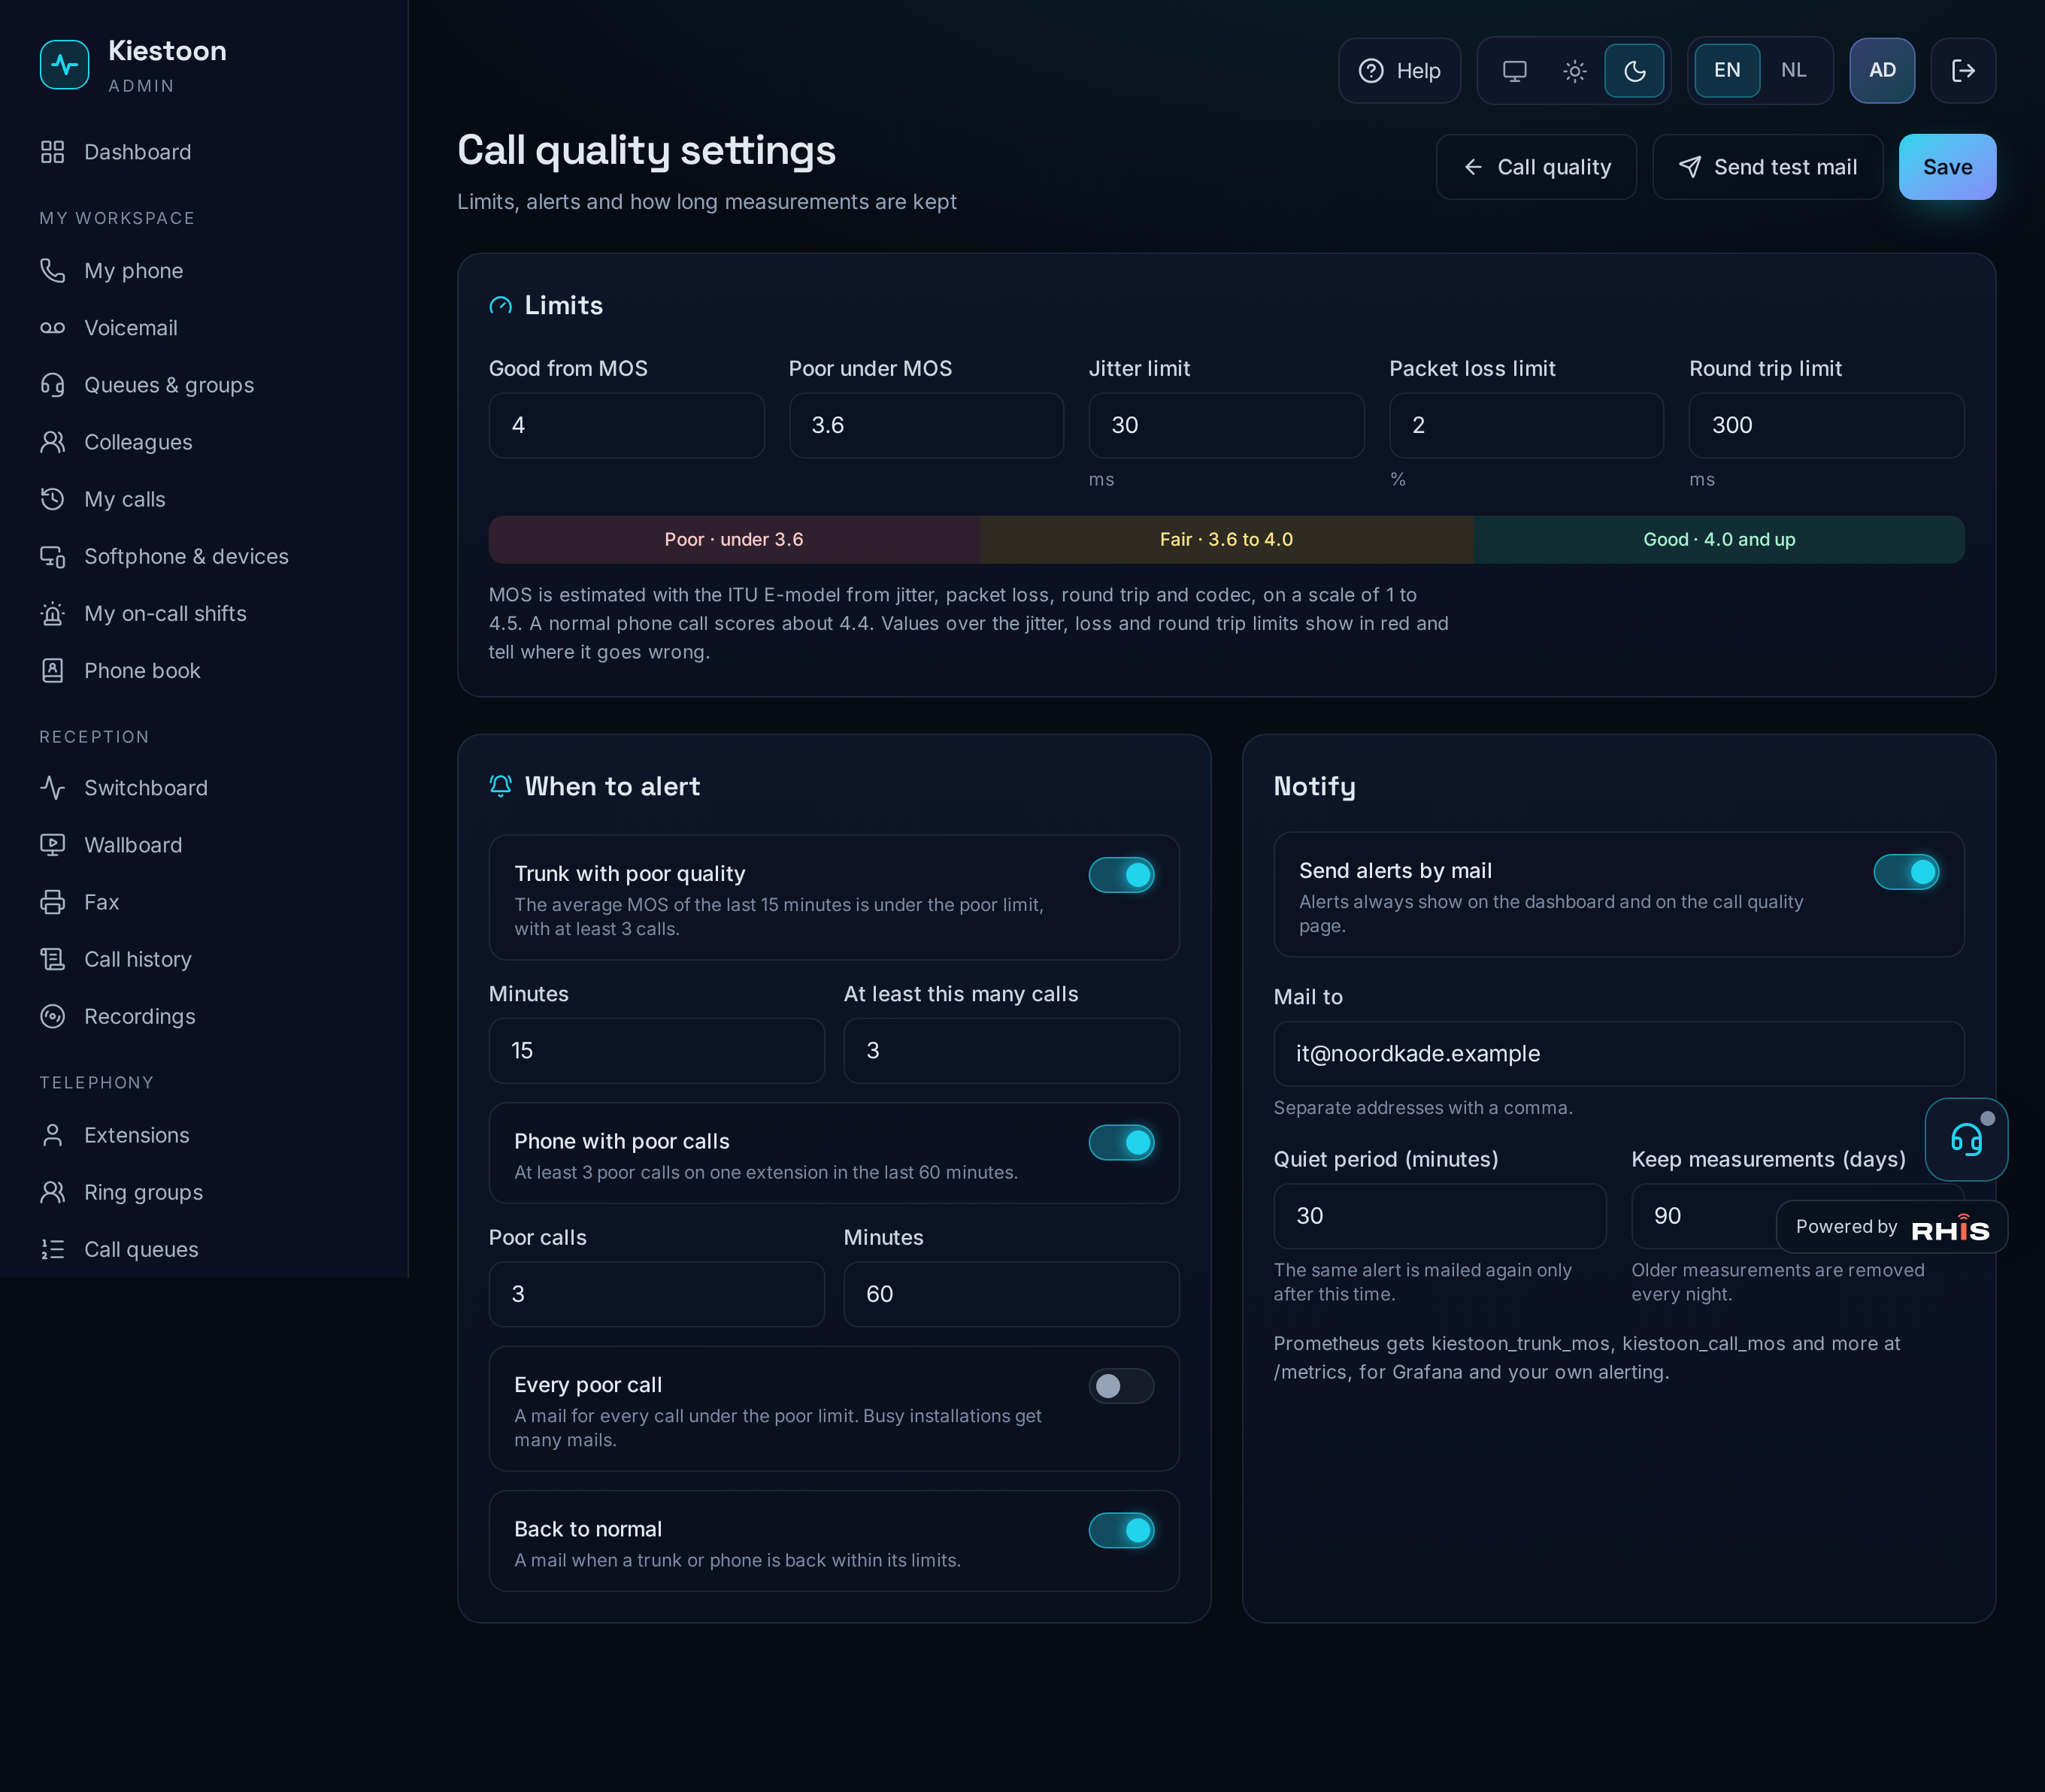 Kiestoon
ADMIN
Dashboard
MY WORKSPACE
My phone
Voicemail
Queues & groups
Colleagues
My calls
Softphone & devices
My on-call shifts
Phone book
RECEPTION
Switchboard
Wallboard
Fax
Call history
Recordings
TELEPHONY
Extensions
Ring groups
Call queues
Help
EN
NL
AD
Call quality settings
Limits, alerts and how long measurements are kept
Call quality
Send test mail
Save
Limits
Good from MOS
4
Poor under MOS
3.6
Jitter limit
30
ms
Packet loss limit
2
%
Round trip limit
300
ms
Poor · under 3.6
Fair · 3.6 to 4.0
Good · 4.0 and up
MOS is estimated with the ITU E-model from jitter, packet loss, round trip and codec, on a scale of 1 to
4.5. A normal phone call scores about 4.4. Values over the jitter, loss and round trip limits show in red and
tell where it goes wrong.
When to alert
Trunk with poor quality
The average MOS of the last 15 minutes is under the poor limit,
with at least 3 calls.
Minutes
15
At least this many calls
3
Phone with poor calls
At least 3 poor calls on one extension in the last 60 minutes.
Poor calls
3
Minutes
60
Every poor call
A mail for every call under the poor limit. Busy installations get
many mails.
Back to normal
A mail when a trunk or phone is back within its limits.
Notify
Send alerts by mail
Alerts always show on the dashboard and on the call quality
page.
Mail to
it@noordkade.example
Separate addresses with a comma.
Quiet period (minutes)
30
The same alert is mailed again only
after this time.
Keep measurements (days)
90
Older measurements are removed
every night.
Powered by RHIS
Prometheus gets kiestoon_trunk_mos, kiestoon_call_mos and more at
/metrics, for Grafana and your own alerting.